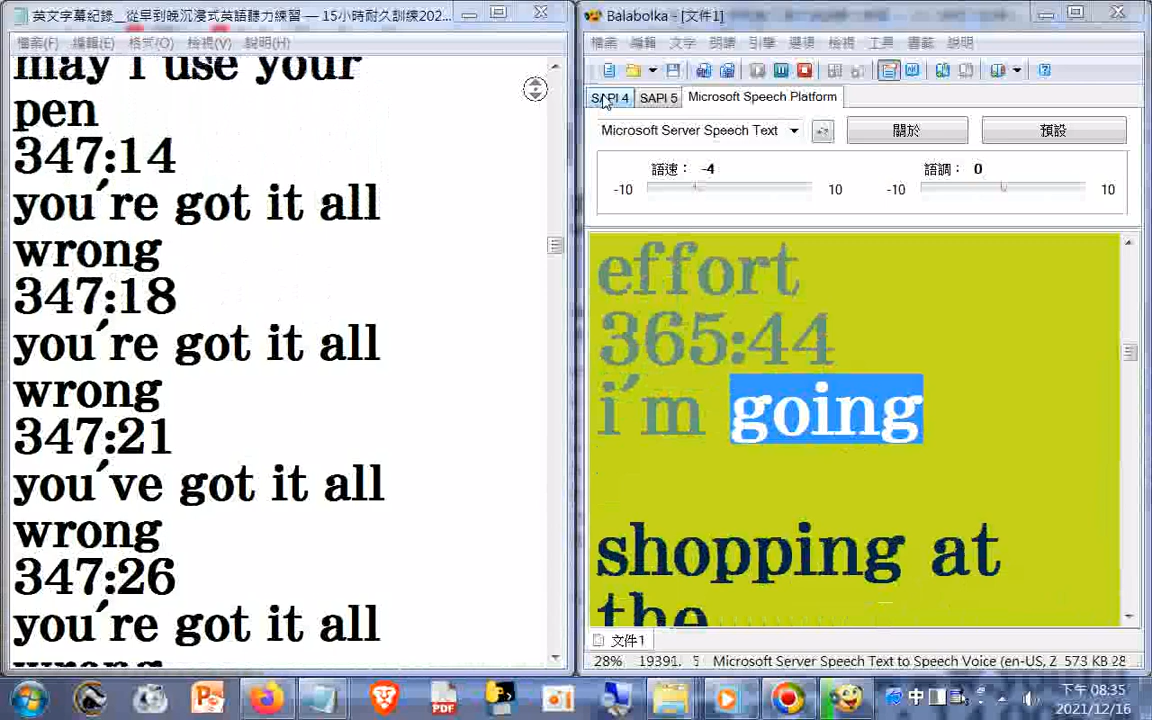 英文字幕紀錄__從早到晚沉浸式英語聽力練習 — 15小時耐久訓練202...
檔案(F) 編輯(E) 格式(O) 檢視(V) 說明(H)
may i use your
pen
347:14
you're got it all
wrong
347:18
you're got it all
wrong
347:21
you've got it all
wrong
347:26
you're got it all
wrong
Balabolka - [文件1]
檔案 編輯 文字 朗讀 引擎 選項 檢視 工具 書籤 說明
SAPI 4 SAPI 5 Microsoft Speech Platform
Microsoft Server Speech Text 關於 預設
語速： -4 語調： 0
-10 10 -10 10
effort
365:44
i'm going
shopping at
the
文件1
28% 19391. Microsoft Server Speech Text to Speech Voice (en-US, Z 573 KB 28
中 下午 08:35
2021/12/16